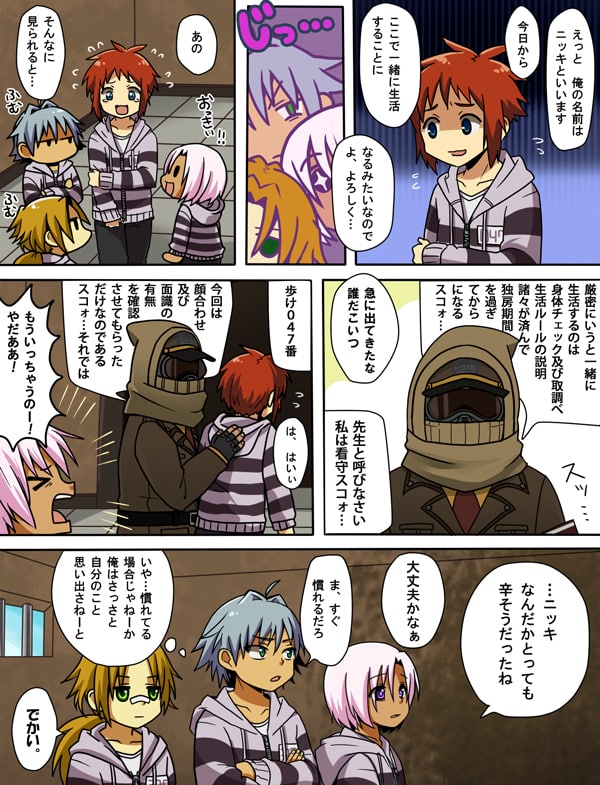 えっと　俺の名前は
ニッキといいます
今日から
ここで一緒に生活
することに
なるみたいなので
よ、よろしく…
じっ…
あの
そんなに
見られると…
おっきぃ!!
ふむ
ふむ
厳密にいうと一緒に
生活するのは
身体チェック及び取調べ
生活ルールの説明
諸々が済んで
独房期間
を過ぎ
てから
になる
スコォ…
急に出てきたな
誰だこいつ
先生と呼びなさい
私は看守スコォ…
スッ…
歩け047番
今回は
顔合わせ
及び
面識の
有無
を確認
させてもらった
だけなのである
スコォ…それでは
は、はいぃ
もういっちゃうのー！
やだああ！
…ニッキ
なんだかとっても
辛そうだったね
大丈夫かなぁ
ま、すぐ
慣れるだろ
いや…慣れてる
場合じゃねーか
俺はさっさと
自分のこと
思い出さねーと
でかい。